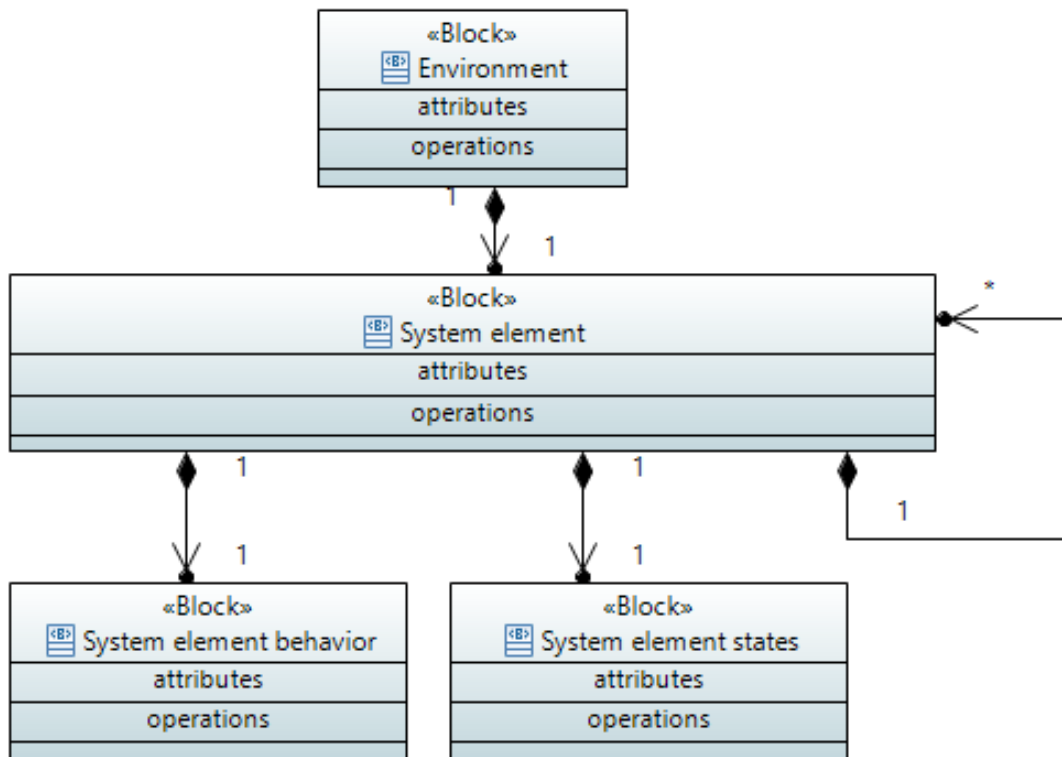 «Block»
Environment
attributes
operations
1
1
«Block»
System element
*
attributes
operations
1
1
1
1
1
«Block»
System element behavior
attributes
operations
«Block»
System element states
attributes
operations